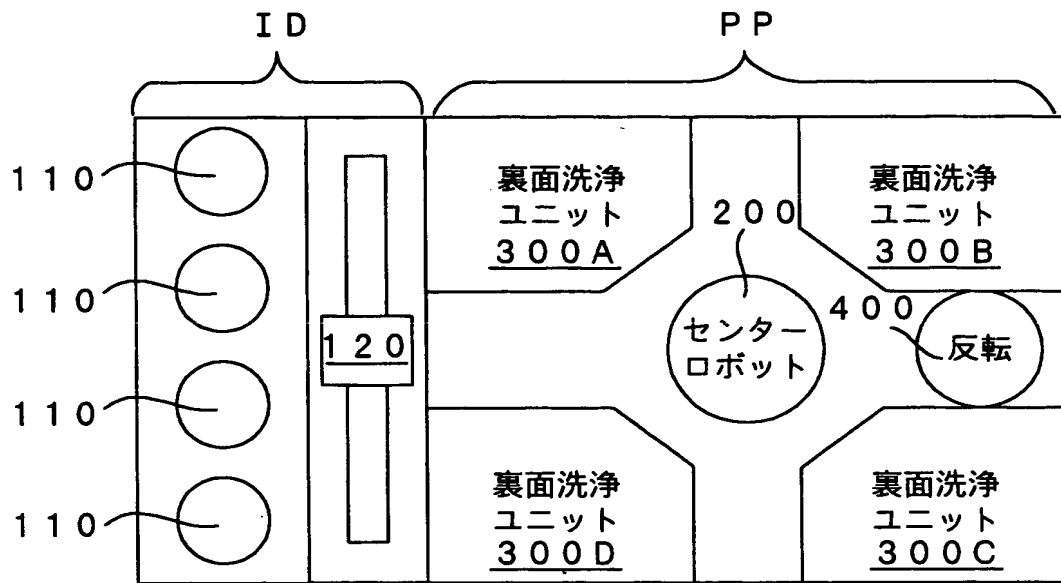 ＩＤ
ＰＰ
１１０
１１０
１１０
１１０
１２０
裏面洗浄
ユニット
３００Ａ
裏面洗浄
ユニット
３００Ｂ
２００
センター
ロボット
４００
反転
裏面洗浄
ユニット
３００Ｄ
裏面洗浄
ユニット
３００Ｃ